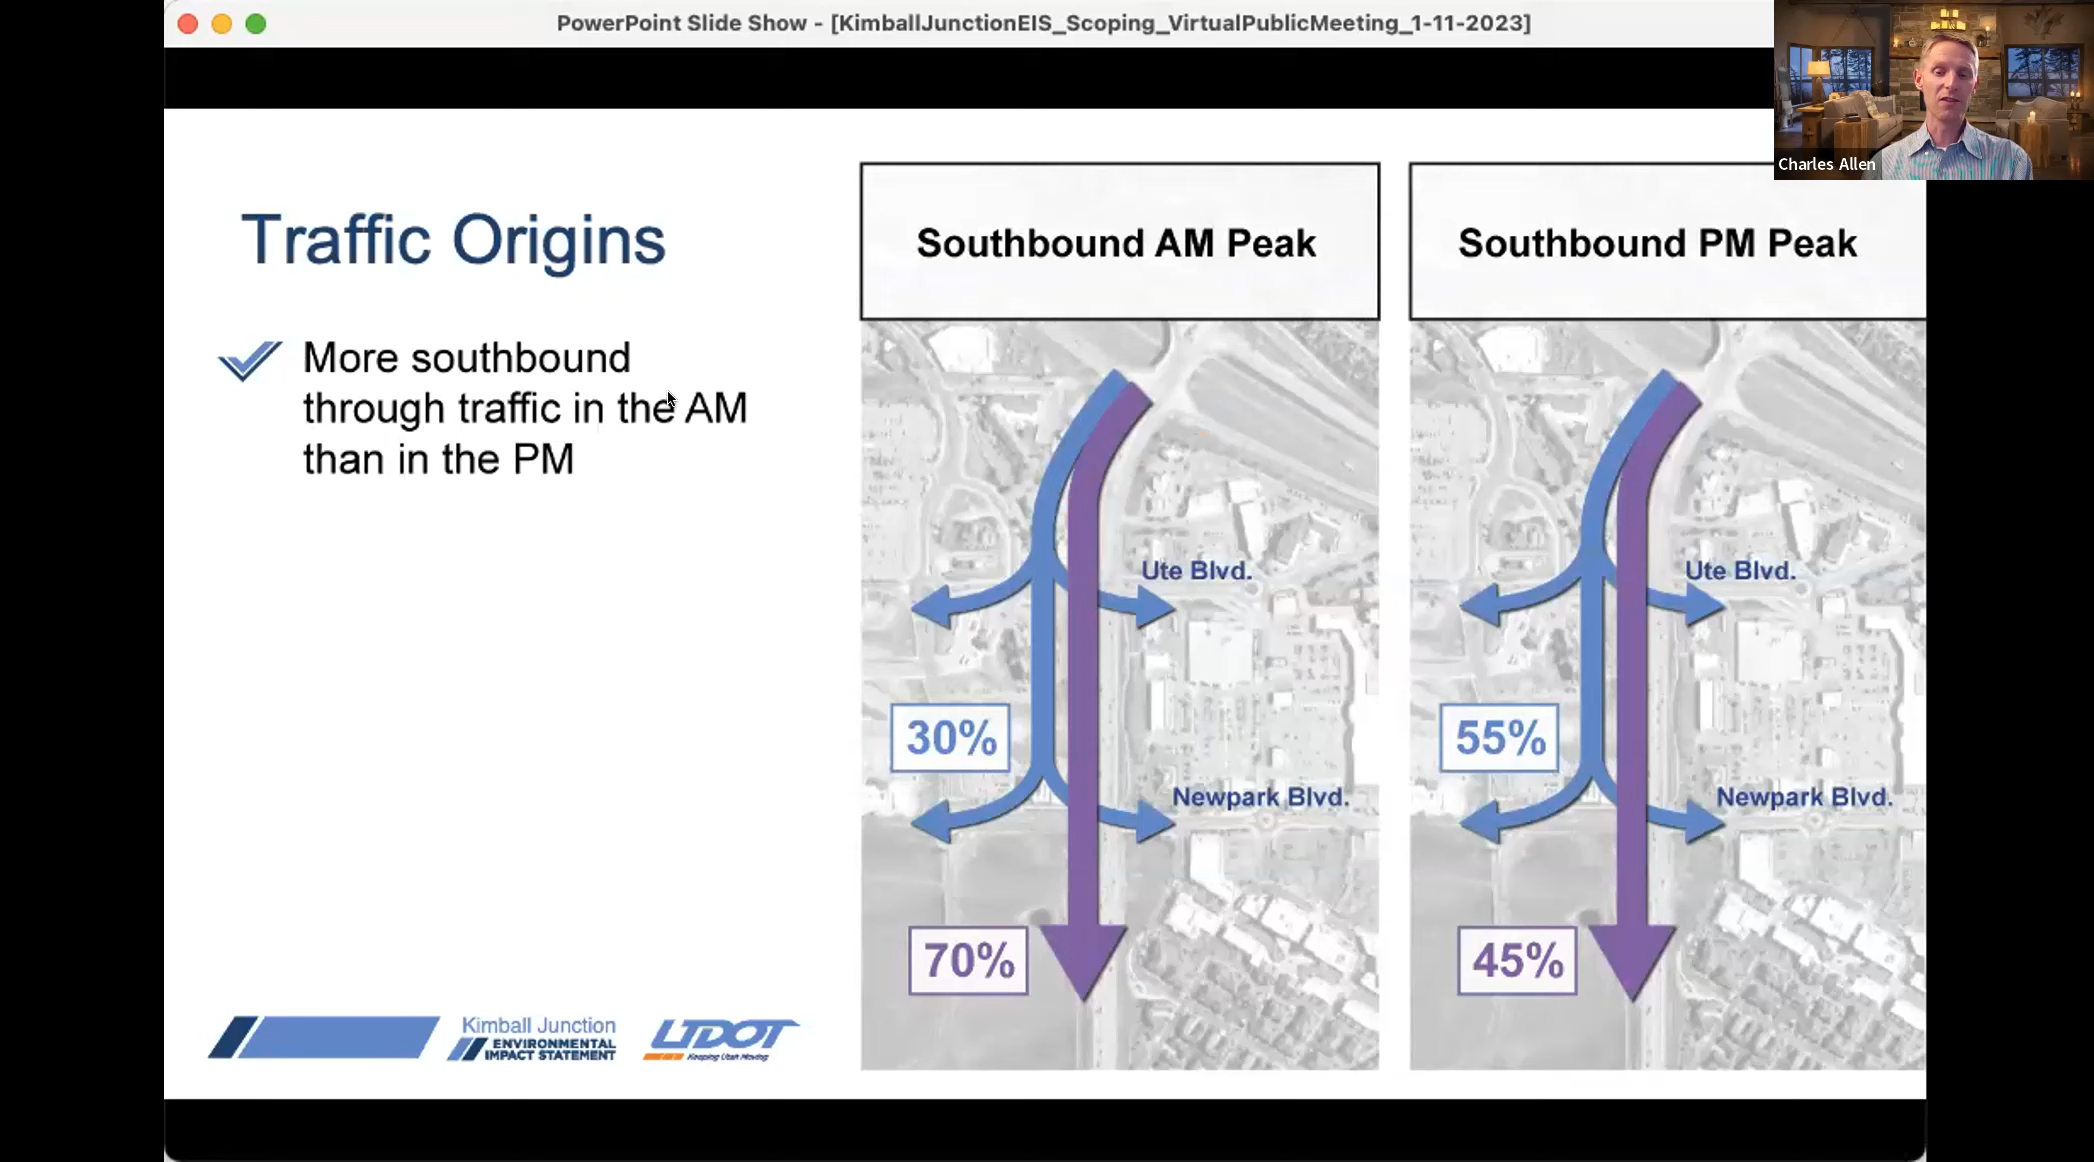 PowerPoint Slide Show - [KimballJunctionEIS_Scoping_VirtualPublicMeeting_1-11-2023]
Charles Allen
Traffic Origins
More southbound
through traffic in the AM
than in the PM
Southbound AM Peak
Ute Blvd.
30%
Newpark Blvd.
70%
Southbound PM Peak
Ute Blvd.
55%
Newpark Blvd.
45%
Kimball Junction
ENVIRONMENTAL
IMPACT STATEMENT
UDOT
Keeping Utah Moving